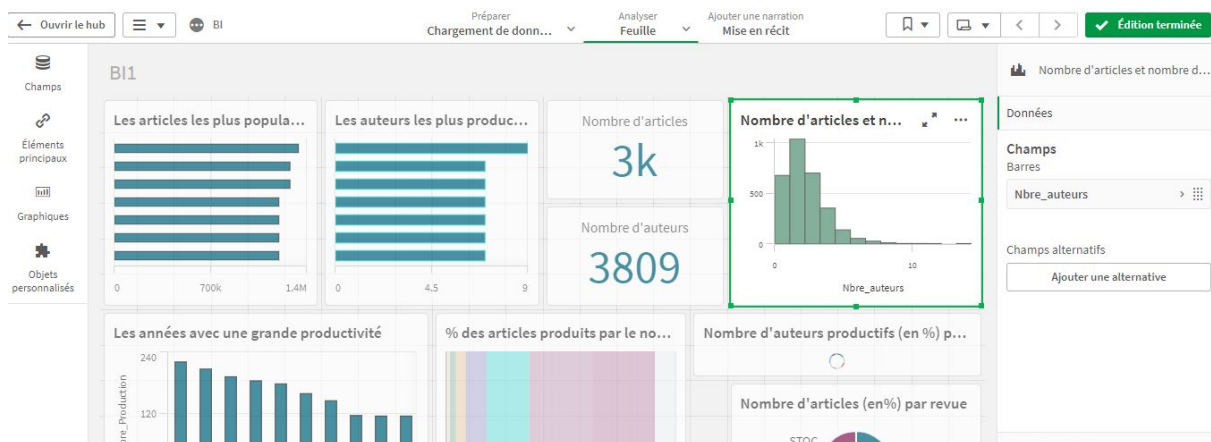 Ouvrir le hub
BI
Préparer
Chargement de donn...
Analyser
Feuille
Ajouter une narration
Mise en récit
Édition terminée
Champs
Éléments
principaux
Graphiques
Objets
personnalisés
BI1
Les articles les plus popula...
0 700k 1.4M
Les auteurs les plus produc...
0 4.5 9
Nombre d'articles
3k
Nombre d'auteurs
3809
Nombre d'articles et n...
1k
500
0
0 10
Nbre_auteurs
Nombre d'articles et nombre d...
Données
Champs
Barres
Nbre_auteurs
Champs alternatifs
Ajouter une alternative
Les années avec une grande productivité
240
120
% des articles produits par le no...
Nombre d'auteurs productifs (en %) p...
Nombre d'articles (en%) par revue
STOC